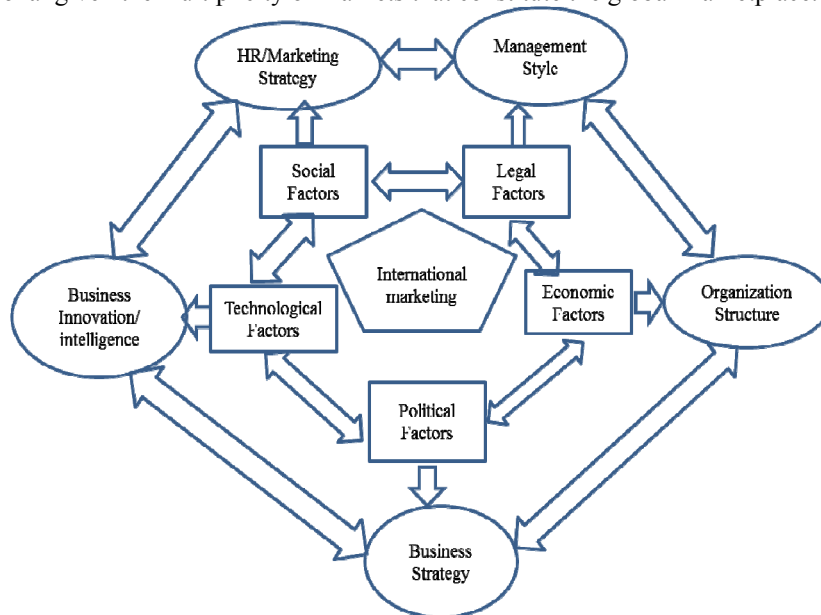 HR/Marketing
Strategy
Management
Style
Social
Factors
Legal
Factors
International
marketing
Business
Innovation/
intelligence
Technological
Factors
Economic
Factors
Organization
Structure
Political
Factors
Business
Strategy